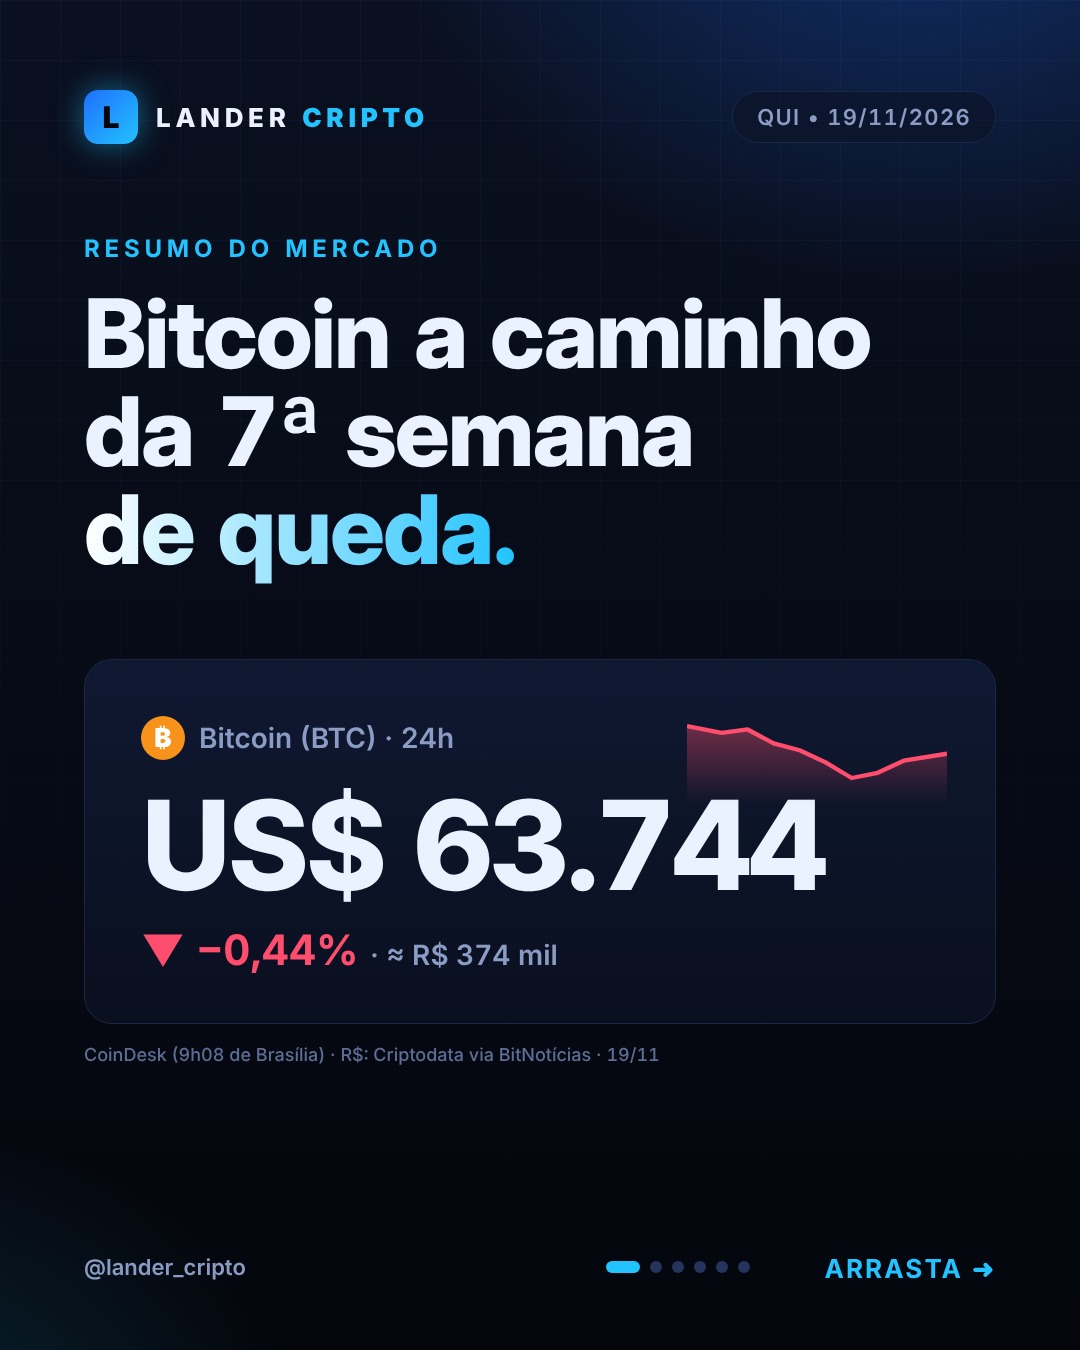 L LANDER CRIPTO
QUI • 19/11/2026
RESUMO DO MERCADO
Bitcoin a caminho
da 7ª semana
de queda.
₿ Bitcoin (BTC) · 24h
US$ 63.744
▼ −0,44% · ≈ R$ 374 mil
CoinDesk (9h08 de Brasília) · R$: Criptodata via BitNotícias · 19/11
@lander_cripto
ARRASTA ➜